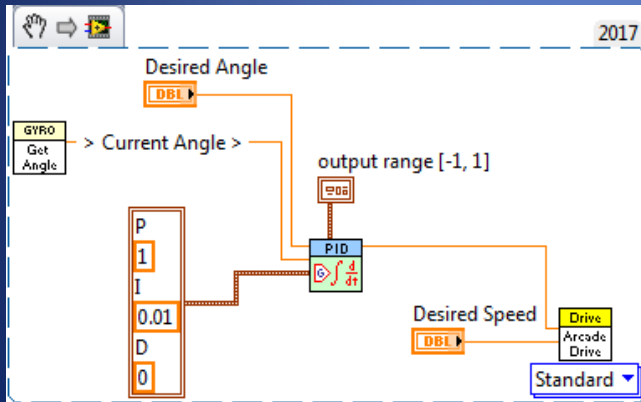 2017
Desired Angle
DBL
GYRO
Get
Angle
> Current Angle >
output range [-1, 1]
P
1
I
0.01
D
0
PID
G ∫ d/dt
Desired Speed
DBL
Drive
Arcade
Drive
Standard